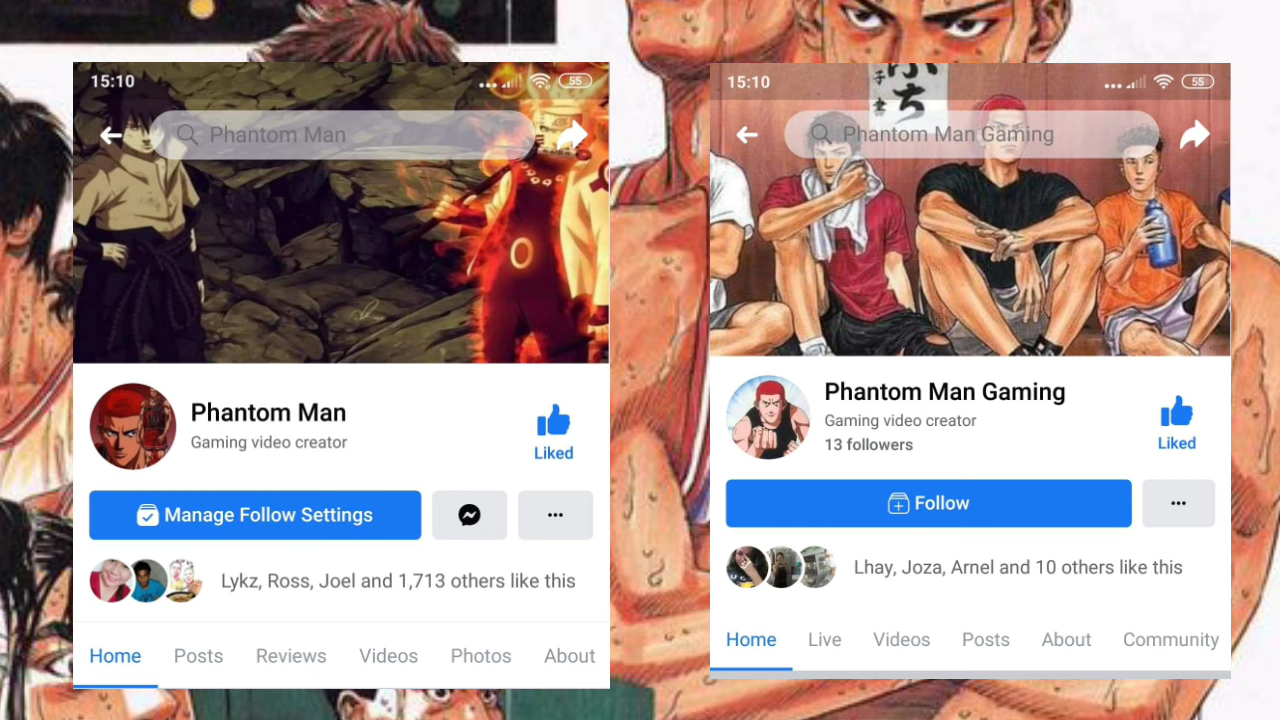 15:10
55
Phantom Man
Phantom Man
Gaming video creator
Liked
Manage Follow Settings
Lykz, Ross, Joel and 1,713 others like this
Home Posts Reviews Videos Photos About
15:10
55
Phantom Man Gaming
Phantom Man Gaming
Gaming video creator
13 followers
Liked
Follow
Lhay, Joza, Arnel and 10 others like this
Home Live Videos Posts About Community